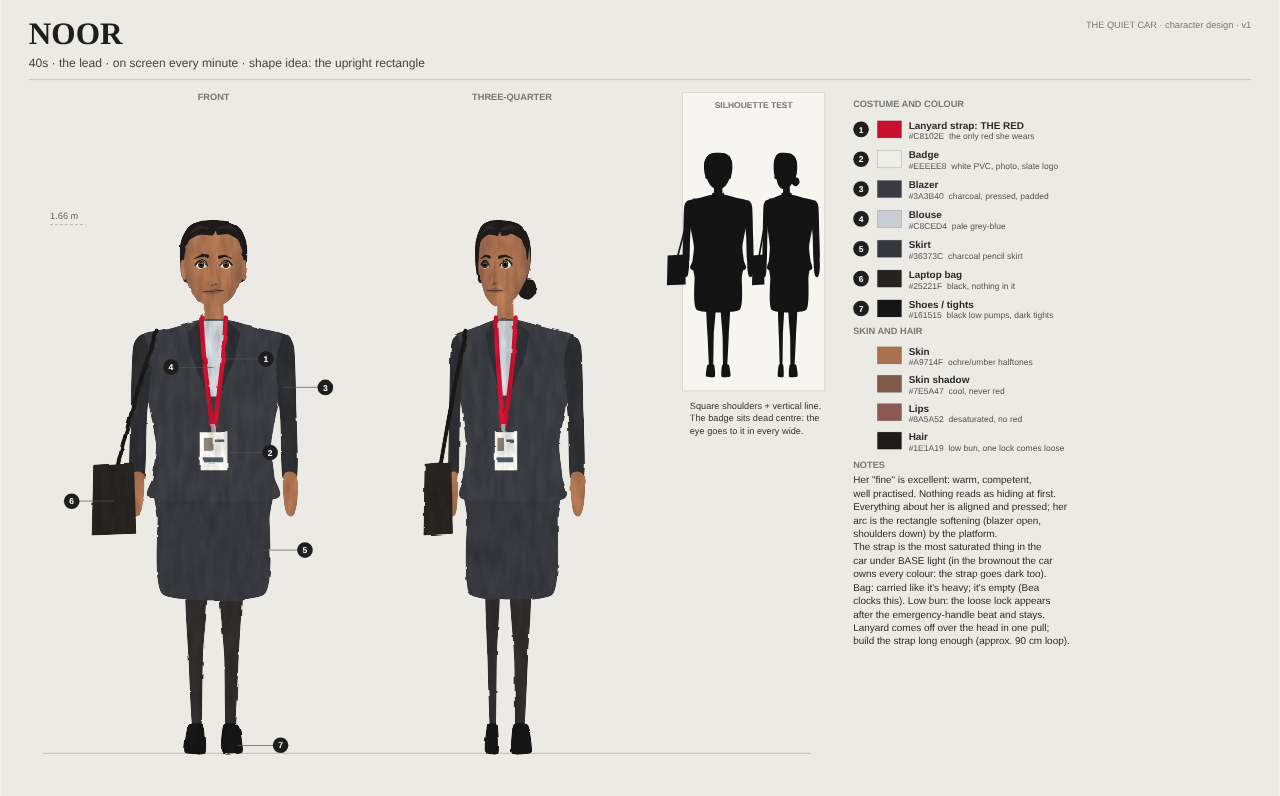 NOOR
THE QUIET CAR · character design · v1
40s · the lead · on screen every minute · shape idea: the upright rectangle
FRONT
THREE-QUARTER
SILHOUETTE TEST
1.66 m
1
2
3
4
5
6
7
Square shoulders + vertical line.
The badge sits dead centre: the
eye goes to it in every wide.
COSTUME AND COLOUR
1 Lanyard strap: THE RED
#C8102E the only red she wears
2 Badge
#EEEEE8 white PVC, photo, slate logo
3 Blazer
#3A3B40 charcoal, pressed, padded
4 Blouse
#C8CED4 pale grey-blue
5 Skirt
#36373C charcoal pencil skirt
6 Laptop bag
#25221F black, nothing in it
7 Shoes / tights
#161515 black low pumps, dark tights
SKIN AND HAIR
Skin
#A9714F ochre/umber halftones
Skin shadow
#7E5A47 cool, never red
Lips
#8A5A52 desaturated, no red
Hair
#1E1A19 low bun, one lock comes loose
NOTES
Her "fine" is excellent: warm, competent,
well practised. Nothing reads as hiding at first.
Everything about her is aligned and pressed; her
arc is the rectangle softening (blazer open,
shoulders down) by the platform.
The strap is the most saturated thing in the
car under BASE light (in the brownout the car
owns every colour: the strap goes dark too).
Bag: carried like it's heavy; it's empty (Bea
clocks this). Low bun: the loose lock appears
after the emergency-handle beat and stays.
Lanyard comes off over the head in one pull;
build the strap long enough (approx. 90 cm loop).